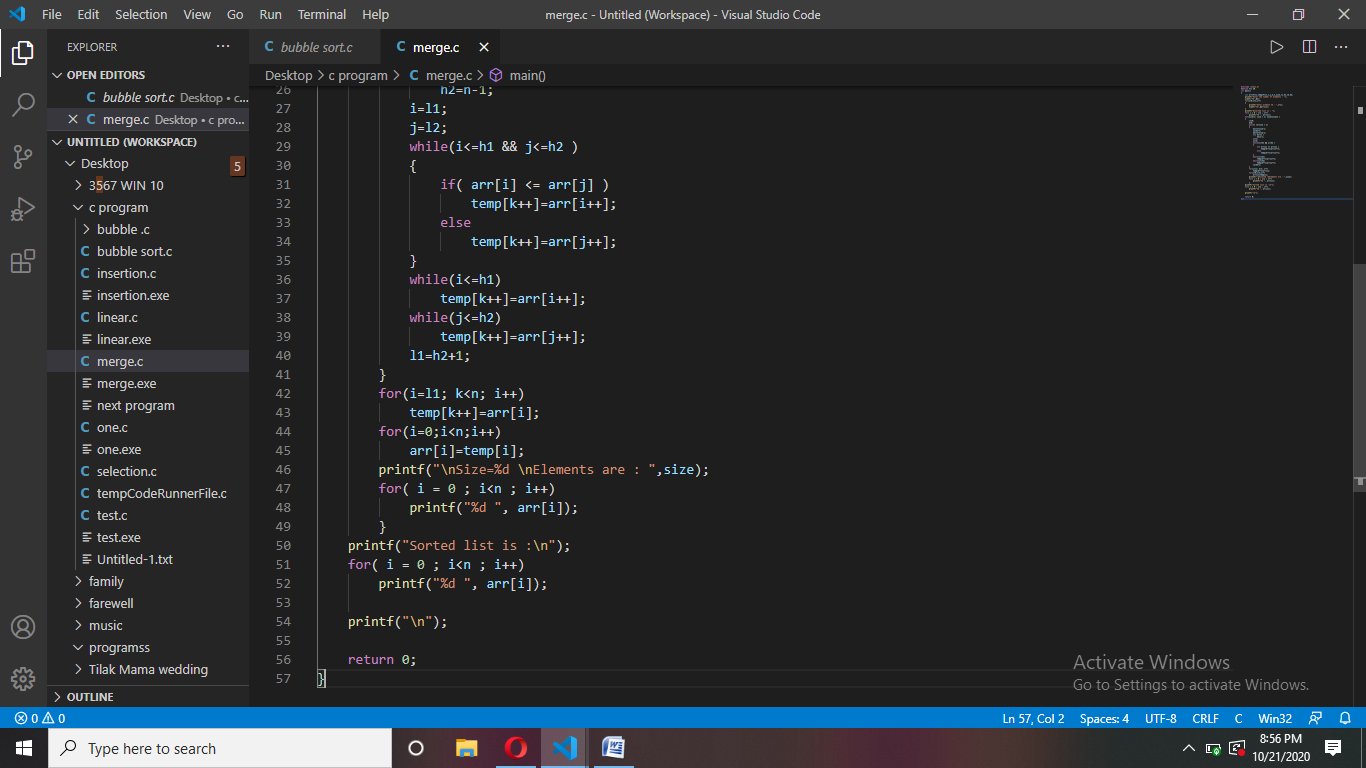 File Edit Selection View Go Run Terminal Help merge.c - Untitled (Workspace) - Visual Studio Code
EXPLORER
bubble sort.c merge.c
OPEN EDITORS
bubble sort.c Desktop • c...
merge.c Desktop • c pro...
UNTITLED (WORKSPACE)
Desktop 5
3567 WIN 10
c program
bubble .c
C bubble sort.c
C insertion.c
insertion.exe
C linear.c
linear.exe
C merge.c
merge.exe
next program
C one.c
one.exe
C selection.c
C tempCodeRunnerFile.c
C test.c
test.exe
Untitled-1.txt
family
farewell
music
programss
Tilak Mama wedding
OUTLINE
Desktop > c program > C merge.c > main()
26 h2=n-1;
27 i=l1;
28 j=l2;
29 while(i<=h1 && j<=h2 )
30 {
31 if( arr[i] <= arr[j] )
32 temp[k++]=arr[i++];
33 else
34 temp[k++]=arr[j++];
35 }
36 while(i<=h1)
37 temp[k++]=arr[i++];
38 while(j<=h2)
39 temp[k++]=arr[j++];
40 l1=h2+1;
41 }
42 for(i=l1; k<n; i++)
43 temp[k++]=arr[i];
44 for(i=0;i<n;i++)
45 arr[i]=temp[i];
46 printf("\nSize=%d \nElements are : ",size);
47 for( i = 0 ; i<n ; i++)
48 printf("%d ", arr[i]);
49 }
50 printf("Sorted list is :\n");
51 for( i = 0 ; i<n ; i++)
52 printf("%d ", arr[i]);
53
54 printf("\n");
55
56 return 0;
57 }
Activate Windows
Go to Settings to activate Windows.
0 0 Ln 57, Col 2 Spaces: 4 UTF-8 CRLF C Win32
Type here to search
8:56 PM
10/21/2020